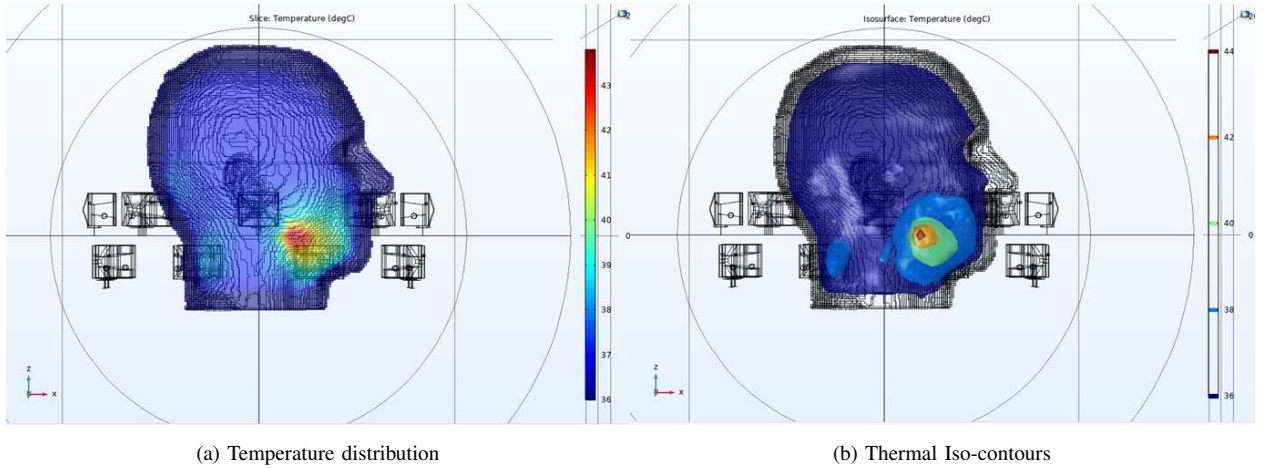 Slice: Temperature (degC)
43
42
41
40
39
38
37
36
0
z
x
Isosurface: Temperature (degC)
44
42
40
38
36
0
z
x
(a) Temperature distribution
(b) Thermal Iso-contours